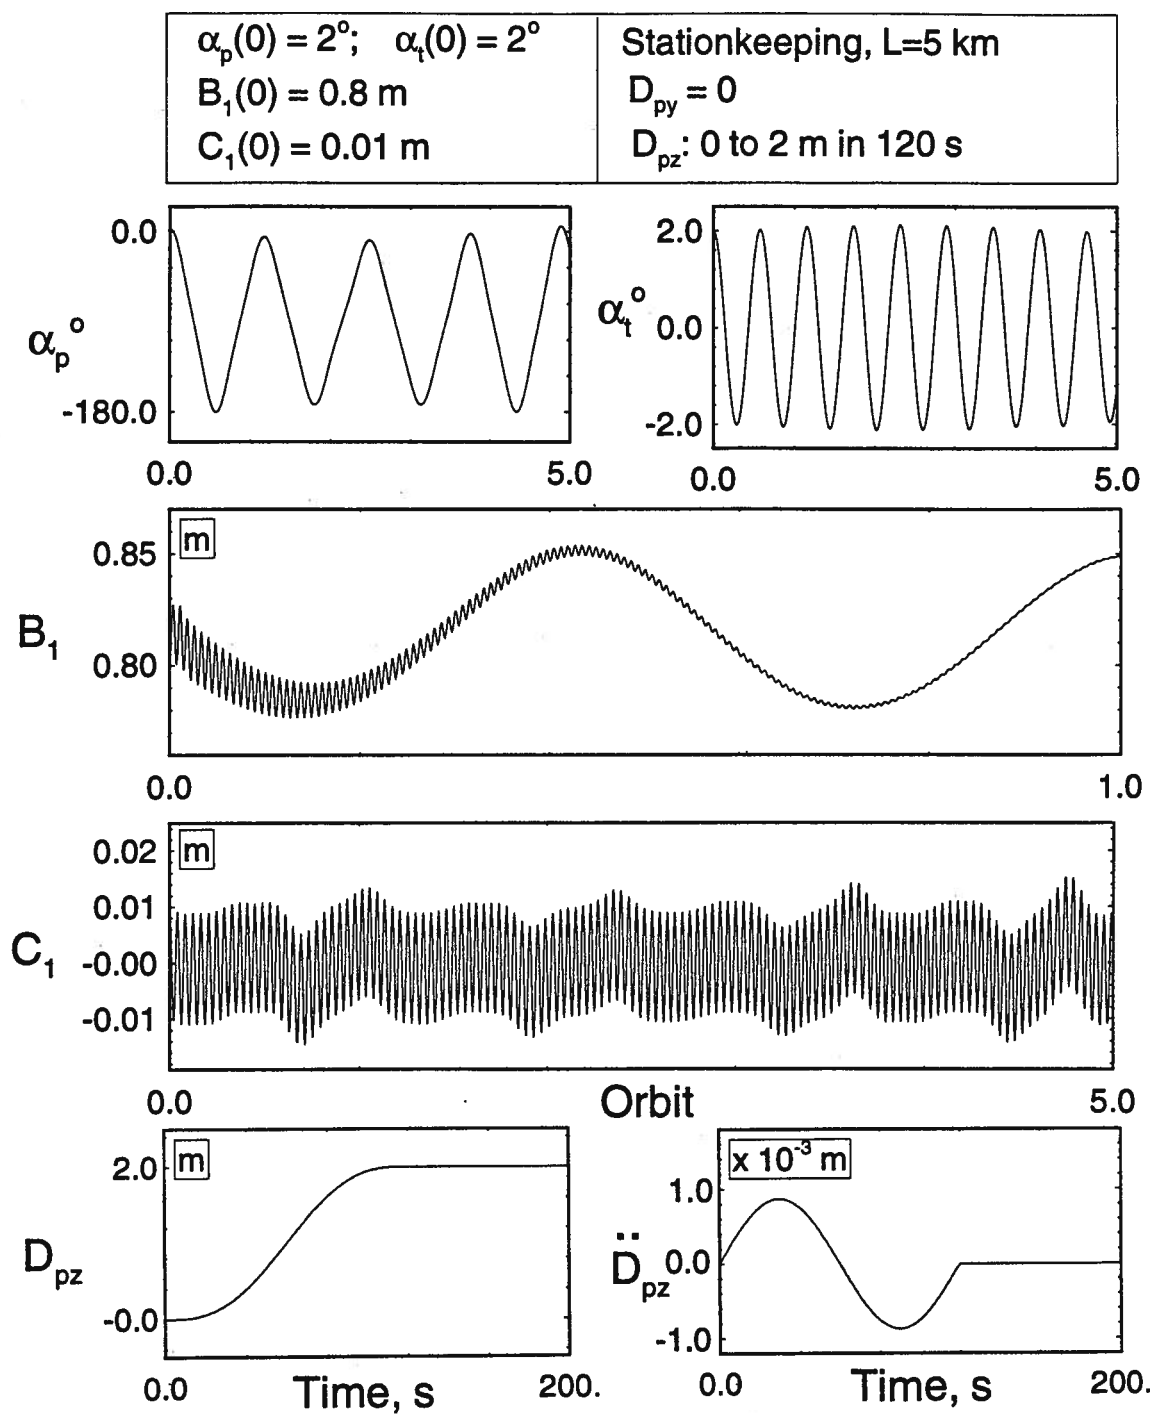 αp(0) = 2°; αt(0) = 2°
B1(0) = 0.8 m
C1(0) = 0.01 m
Stationkeeping, L=5 km
Dpy = 0
Dpz: 0 to 2 m in 120 s
0.0
αp°
-180.0
0.0 5.0
2.0
αt° 0.0
-2.0
0.0 5.0
m
0.85
B1
0.80
0.0 1.0
m
0.02
0.01
C1 -0.00
-0.01
0.0 Orbit 5.0
m
2.0
Dpz
-0.0
0.0 Time, s 200.
x 10⁻³ m
1.0
D̈pz 0.0
-1.0
0.0 Time, s 200.